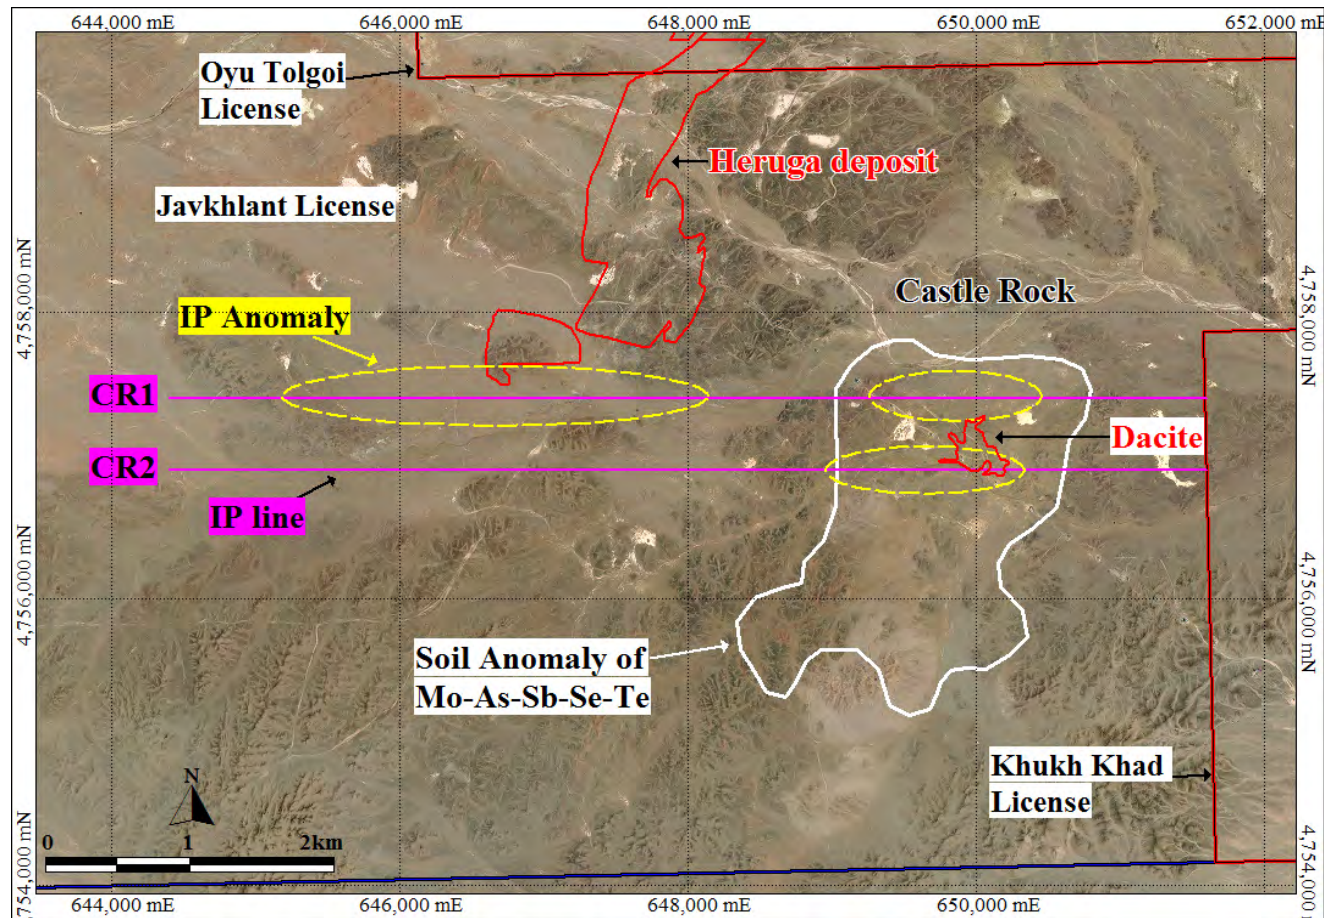 644,000 mE
646,000 mE
648,000 mE
650,000 mE
652,000 mE
Oyu Tolgoi
License
Heruga deposit
Javkhlant License
4,758,000 mN
Castle Rock
4,758,000 mN
IP Anomaly
CR1
Dacite
CR2
IP line
4,756,000 mN
4,756,000 mN
Soil Anomaly of
Mo-As-Sb-Se-Te
Khukh Khad
License
N
0
1
2km
4,754,000 mN
4,754,000 m
644,000 mE
646,000 mE
648,000 mE
650,000 mE